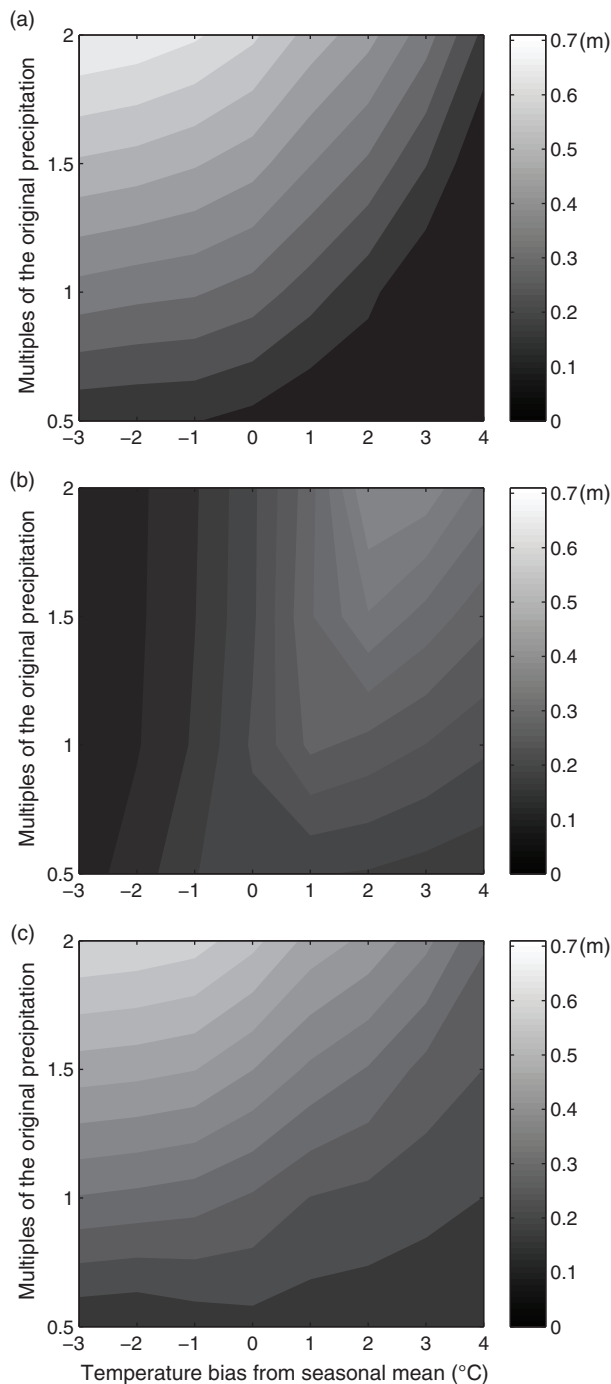 (a)
Multiples of the original precipitation
2
1.5
1
0.5
−3 −2 −1 0 1 2 3 4
0.7 (m)
0.6
0.5
0.4
0.3
0.2
0.1
0
(b)
Multiples of the original precipitation
2
1.5
1
0.5
−3 −2 −1 0 1 2 3 4
0.7 (m)
0.6
0.5
0.4
0.3
0.2
0.1
0
(c)
Multiples of the original precipitation
2
1.5
1
0.5
−3 −2 −1 0 1 2 3 4
Temperature bias from seasonal mean (°C)
0.7 (m)
0.6
0.5
0.4
0.3
0.2
0.1
0